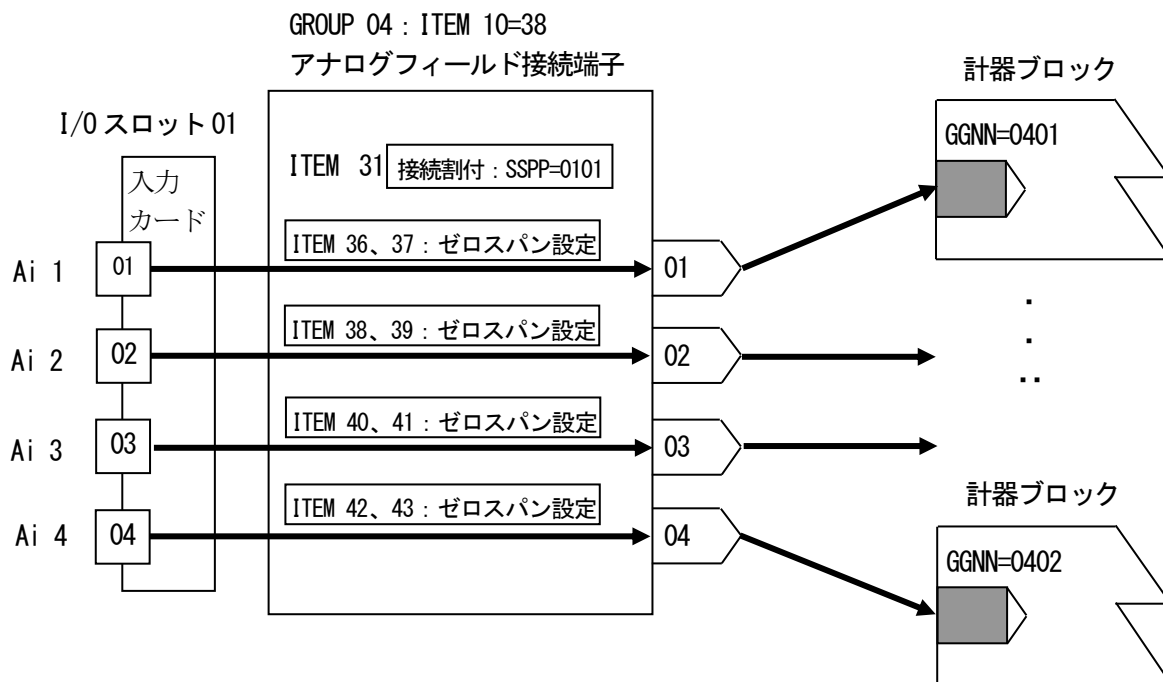 GROUP 04 : ITEM 10=38
アナログフィールド接続端子
計器ブロック
I/O スロット 01
GGNN=0401
入力
カード
ITEM 31 接続割付 : SSPP=0101
ITEM 36、37 : ゼロスパン設定
Ai 1 01 01
ITEM 38、39 : ゼロスパン設定
Ai 2 02 02
ITEM 40、41 : ゼロスパン設定
Ai 3 03 03
計器ブロック
ITEM 42、43 : ゼロスパン設定
Ai 4 04 04
GGNN=0402